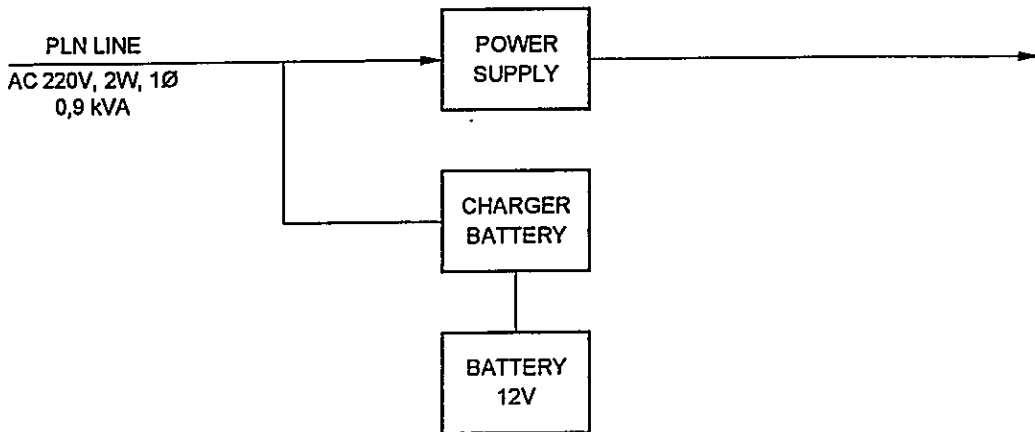 PLN LINE
AC 220V, 2W, 1Ø
0,9 kVA
POWER
SUPPLY
CHARGER
BATTERY
BATTERY
12V